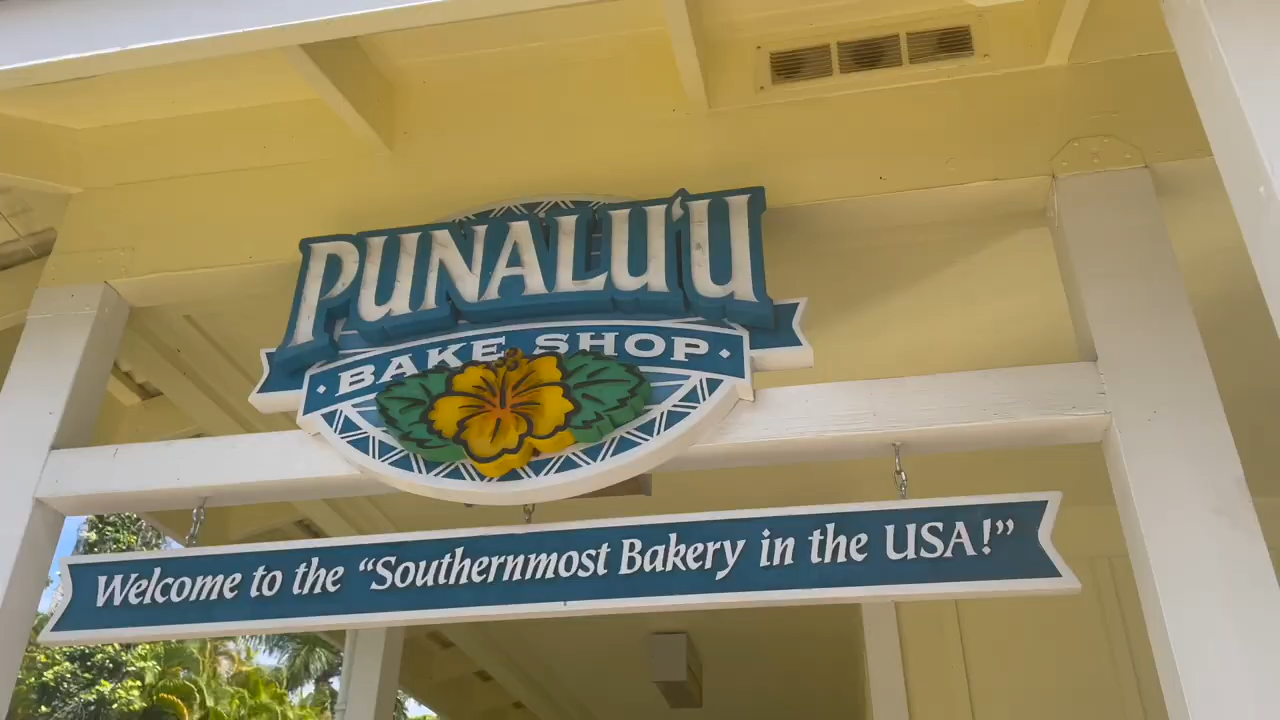 PUNALU‘U
• BAKE SHOP •
Welcome to the “Southernmost Bakery in the USA!”